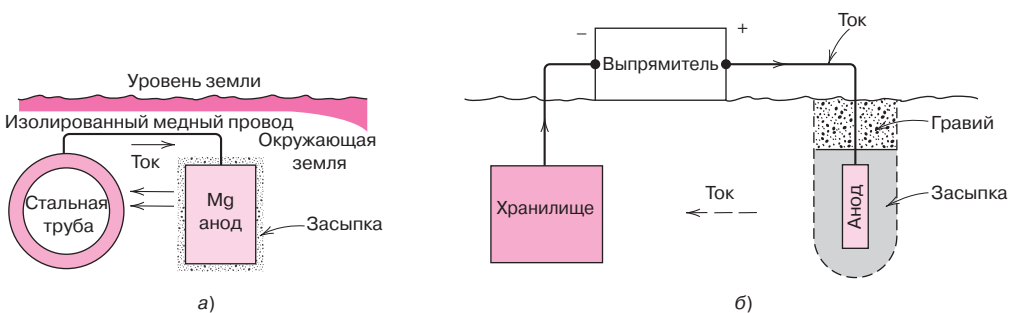 Уровень земли
Изолированный медный провод
Окружающая
земля
Ток
Стальная
труба
Mg
анод
Засыпка
а)
Ток
–
+
Выпрямитель
Гравий
Хранилище
Ток
Анод
Засыпка
б)